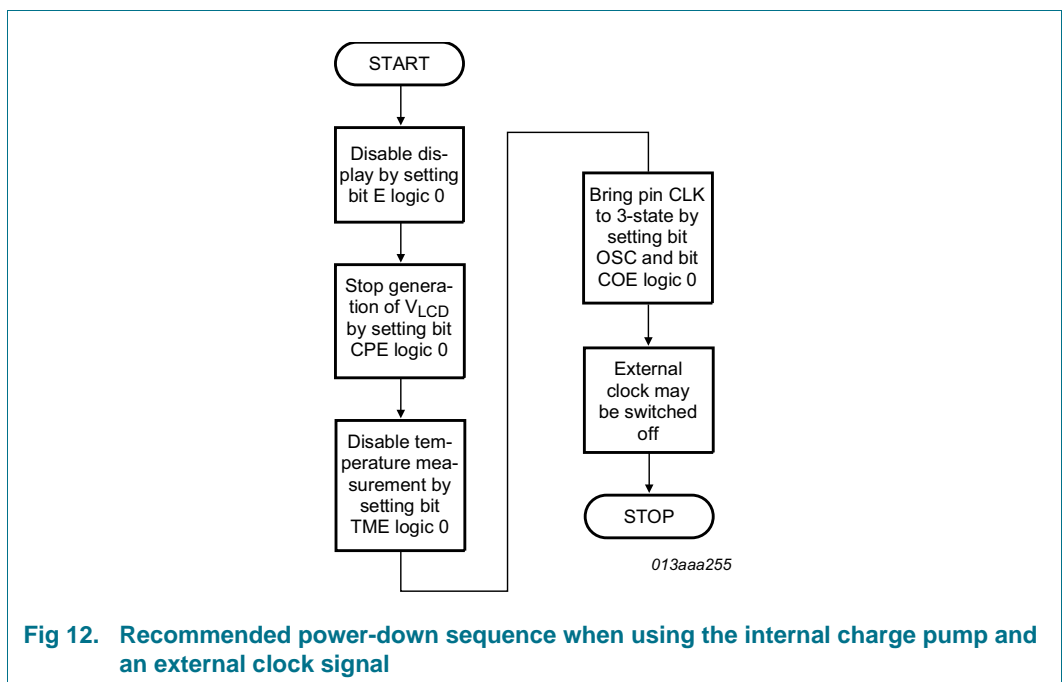 START
Disable dis-
play by setting
bit E logic 0
Stop genera-
tion of VLCD
by setting bit
CPE logic 0
Disable tem-
perature mea-
surement by
setting bit
TME logic 0
Bring pin CLK
to 3-state by
setting bit
OSC and bit
COE logic 0
External
clock may
be switched
off
STOP
013aaa255
Fig 12. Recommended power-down sequence when using the internal charge pump and
an external clock signal